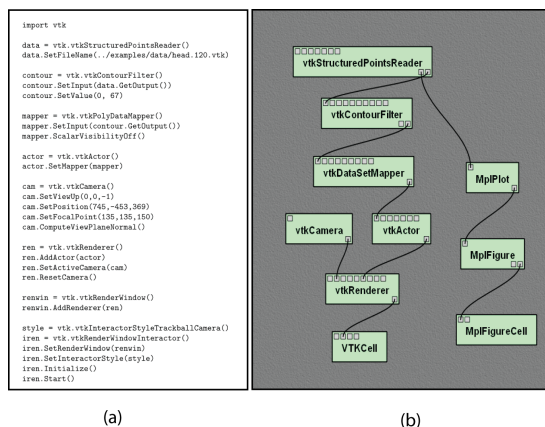 import vtk
data = vtk.vtkStructuredPointsReader()
data.SetFileName(../examples/data/head.120.vtk)
contour = vtk.vtkContourFilter()
contour.SetInput(data.GetOutput())
contour.SetValue(0, 67)
mapper = vtk.vtkPolyDataMapper()
mapper.SetInput(contour.GetOutput())
mapper.ScalarVisibilityOff()
actor = vtk.vtkActor()
actor.SetMapper(mapper)
cam = vtk.vtkCamera()
cam.SetViewUp(0,0,-1)
cam.SetPosition(745,-453,369)
cam.SetFocalPoint(135,135,150)
cam.ComputeViewPlaneNormal()
ren = vtk.vtkRenderer()
ren.AddActor(actor)
ren.SetActiveCamera(cam)
ren.ResetCamera()
renwin = vtk.vtkRenderWindow()
renwin.AddRenderer(ren)
style = vtk.vtkInteractorStyleTrackballCamera()
iren = vtk.vtkRenderWindowInteractor()
iren.SetRenderWindow(renwin)
iren.SetInteractorStyle(style)
iren.Initialize()
iren.Start()
(a)
vtkStructuredPointsReader
vtkContourFilter
vtkDataSetMapper
MplPlot
vtkCamera
vtkActor
MplFigure
vtkRenderer
MplFigureCell
VTKCell
(b)